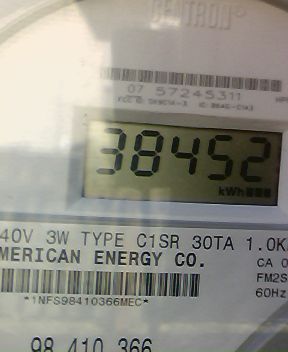 CENTRON®
07 57245311
38452
kWh
40V 3W TYPE C1SR 30TA 1.0K
MERICAN ENERGY CO.
CA 0
FM2S
60Hz
*1NFS98410366MEC*
98 410 366